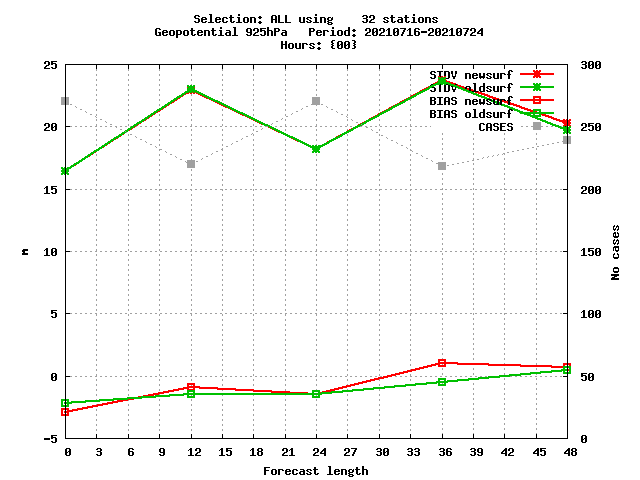 Selection: ALL using    32 stations
Geopotential 925hPa   Period: 20210716-20210724
Hours: {00}
25 300
STDV newsurf
STDV oldsurf
BIAS newsurf
BIAS oldsurf
CASES
20 250
15 200
10 150
5 100
0 50
-5 0
m
No cases
0 3 6 9 12 15 18 21 24 27 30 33 36 39 42 45 48
Forecast length